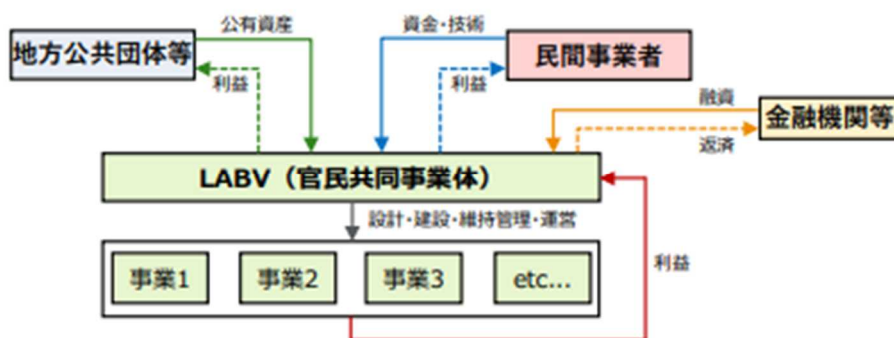 公有資産
資金・技術
地方公共団体等
民間事業者
利益
利益
融資
金融機関等
返済
LABV（官民共同事業体）
設計・建設・維持管理・運営
利益
事業1
事業2
事業3
etc...